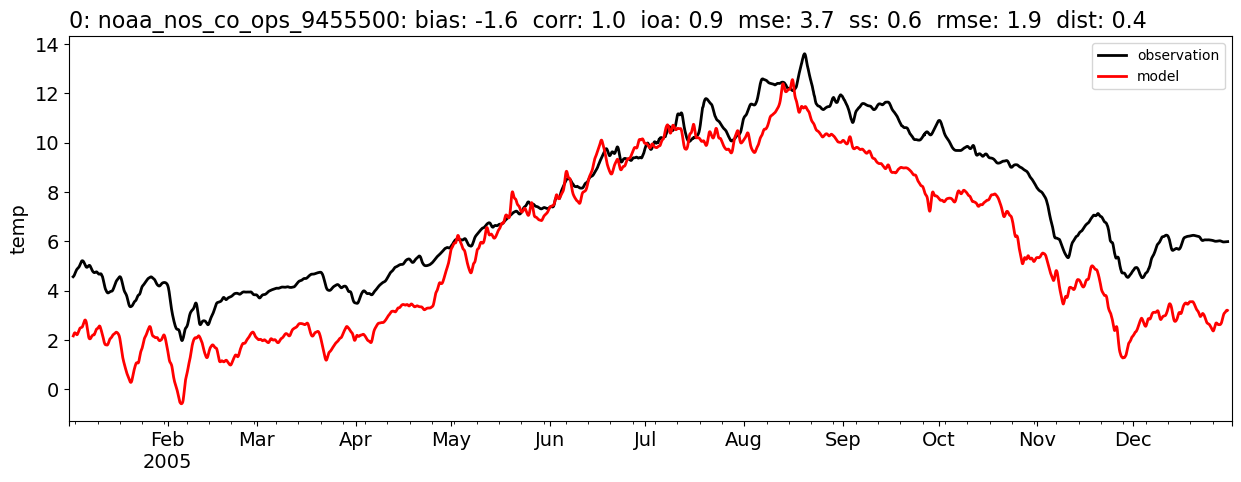 0: noaa_nos_co_ops_9455500: bias: -1.6  corr: 1.0  ioa: 0.9  mse: 3.7  ss: 0.6  rmse: 1.9  dist: 0.4
observation
model
14
12
10
8
6
4
2
0
temp
Feb Mar Apr May Jun Jul Aug Sep Oct Nov Dec
2005